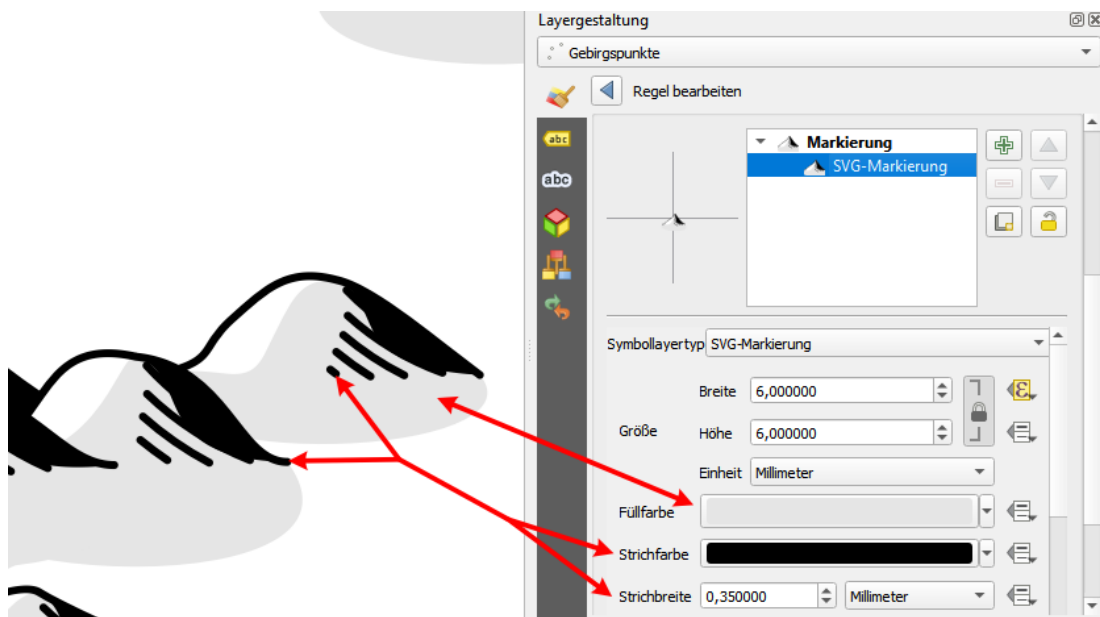 Layergestaltung
Gebirgspunkte
Regel bearbeiten
abc
abc
Markierung
SVG-Markierung
Symbollayertyp SVG-Markierung
Breite 6,000000
Größe
Höhe 6,000000
Einheit Millimeter
Füllfarbe
Strichfarbe
Strichbreite 0,350000 Millimeter